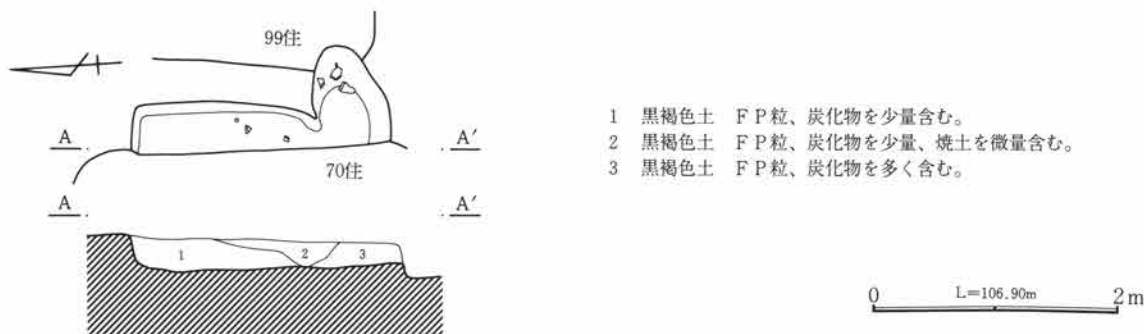 99住
A A′
70住
A A′
1 2 3
1 黒褐色土 FP粒、炭化物を少量含む。
2 黒褐色土 FP粒、炭化物を少量、焼土を微量含む。
3 黒褐色土 FP粒、炭化物を多く含む。
0 L=106.90m 2m